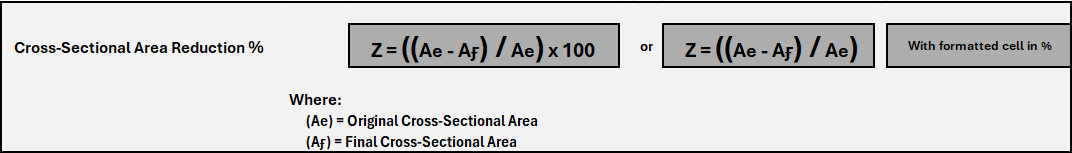 Cross-Sectional Area Reduction %
Z = ((Ae - Aƒ) / Ae) x 100
or
Z = ((Ae - Aƒ) / Ae)
With formatted cell in %
Where:
(Ae) = Original Cross-Sectional Area
(Aƒ) = Final Cross-Sectional Area